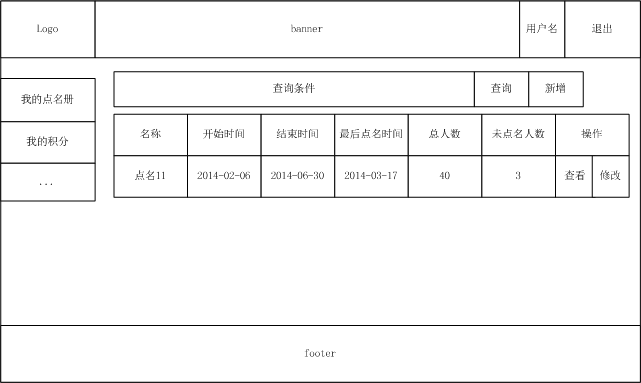 Logo banner 用户名 退出
我的点名册 查询条件 查询 新增
名称 开始时间 结束时间 最后点名时间 总人数 未点名人数 操作
我的积分
点名11 2014-02-06 2014-06-30 2014-03-17 40 3 查看 修改
...
footer